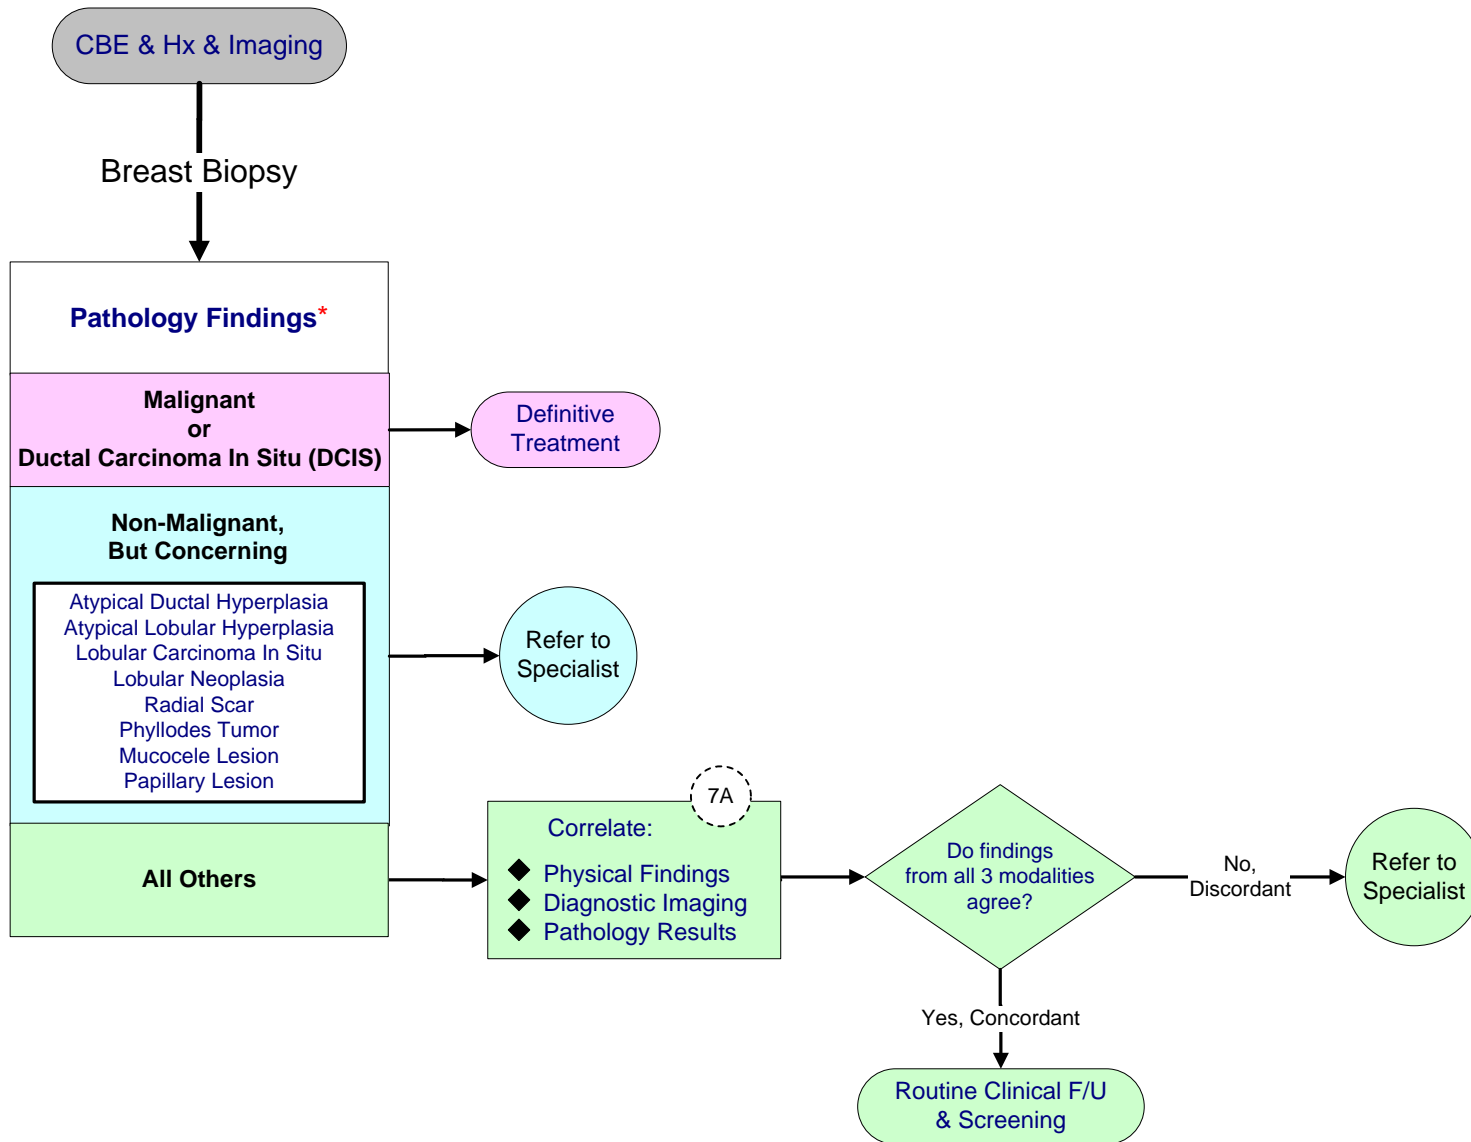 CBE & Hx & Imaging
Breast Biopsy
Pathology Findings*
Malignant
or
Ductal Carcinoma In Situ (DCIS)
Definitive
Treatment
Non-Malignant,
But Concerning
Atypical Ductal Hyperplasia
Atypical Lobular Hyperplasia
Lobular Carcinoma In Situ
Lobular Neoplasia
Radial Scar
Phyllodes Tumor
Mucocele Lesion
Papillary Lesion
Refer to
Specialist
All Others
7A
Correlate:
◆ Physical Findings
◆ Diagnostic Imaging
◆ Pathology Results
Do findings
from all 3 modalities
agree?
No,
Discordant
Refer to
Specialist
Yes, Concordant
Routine Clinical F/U
& Screening